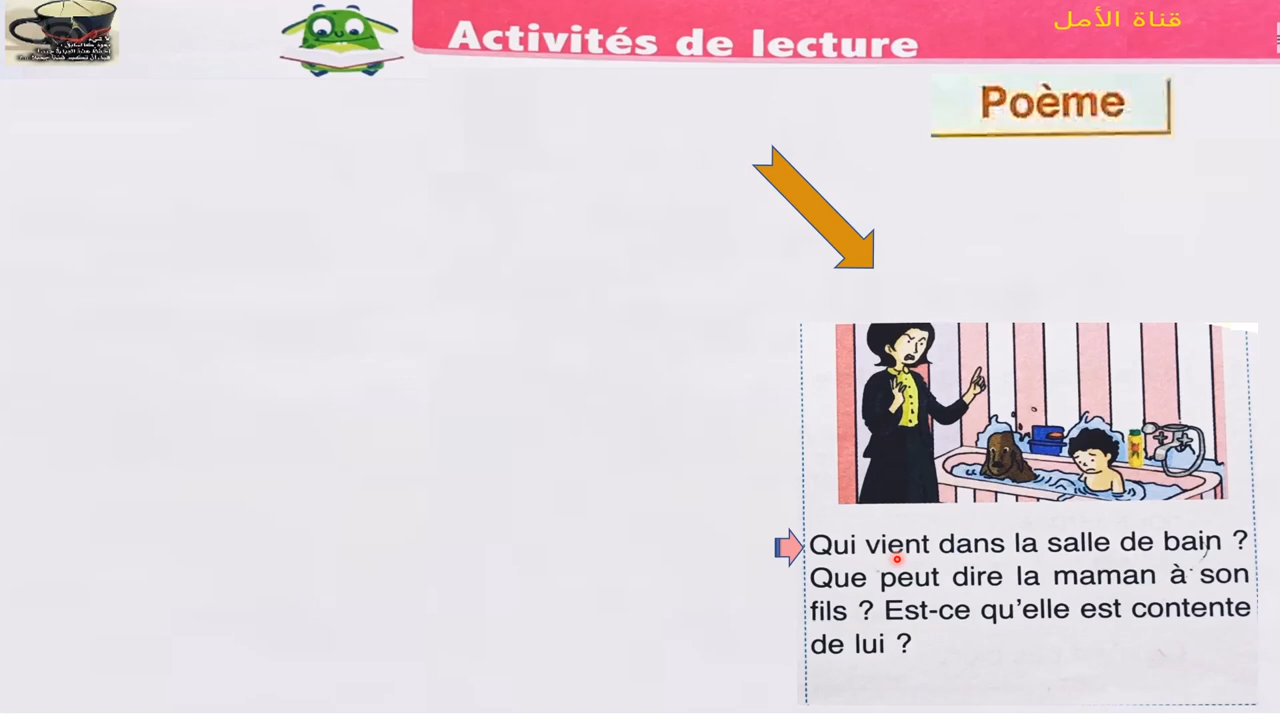 قناة الأمل
Activités de lecture
Poème
Qui vient dans la salle de bain ?
Que peut dire la maman à son
fils ? Est-ce qu'elle est contente
de lui ?